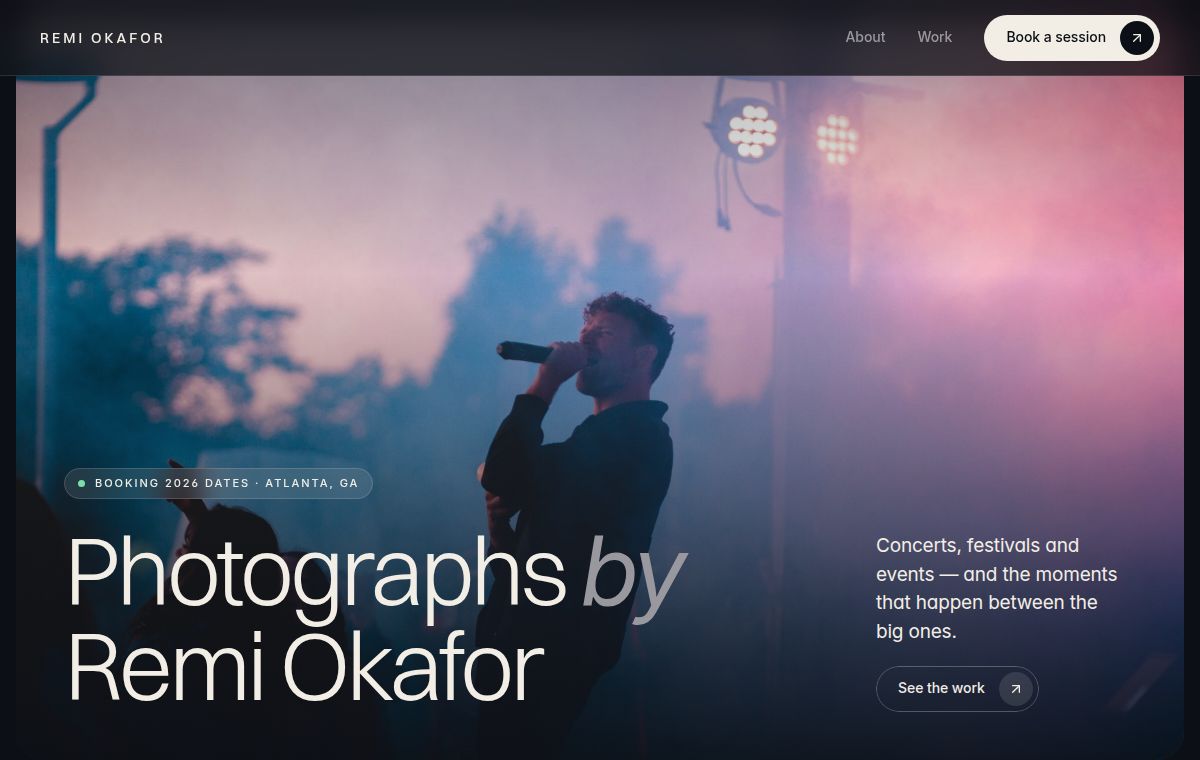 REMI OKAFOR
About
Work
Book a session
BOOKING 2026 DATES · ATLANTA, GA
Photographs by
Remi Okafor
Concerts, festivals and
events — and the moments
that happen between the
big ones.
See the work